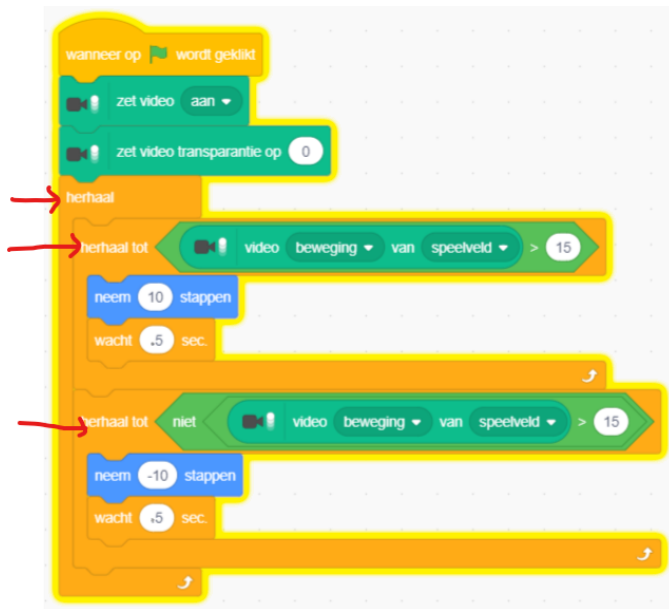 wanneer op wordt geklikt
zet video aan
zet video transparantie op 0
herhaal
herhaal tot video beweging van speelveld > 15
neem 10 stappen
wacht .5 sec.
herhaal tot niet video beweging van speelveld > 15
neem -10 stappen
wacht .5 sec.